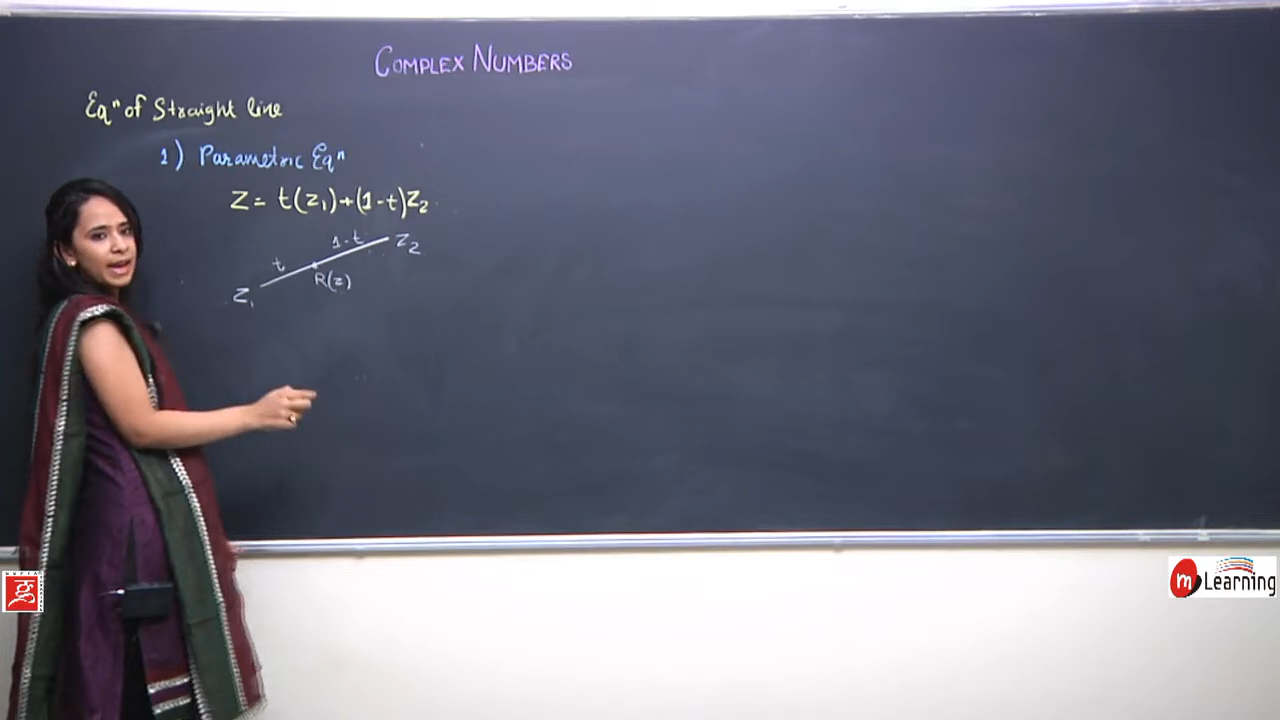 COMPLEX NUMBERS
Eqⁿ of Straight line
1) Parametric Eqⁿ
Z = t(z₁)+(1-t)Z₂
1-t Z₂
t
R(z)
Z₁
m Learning